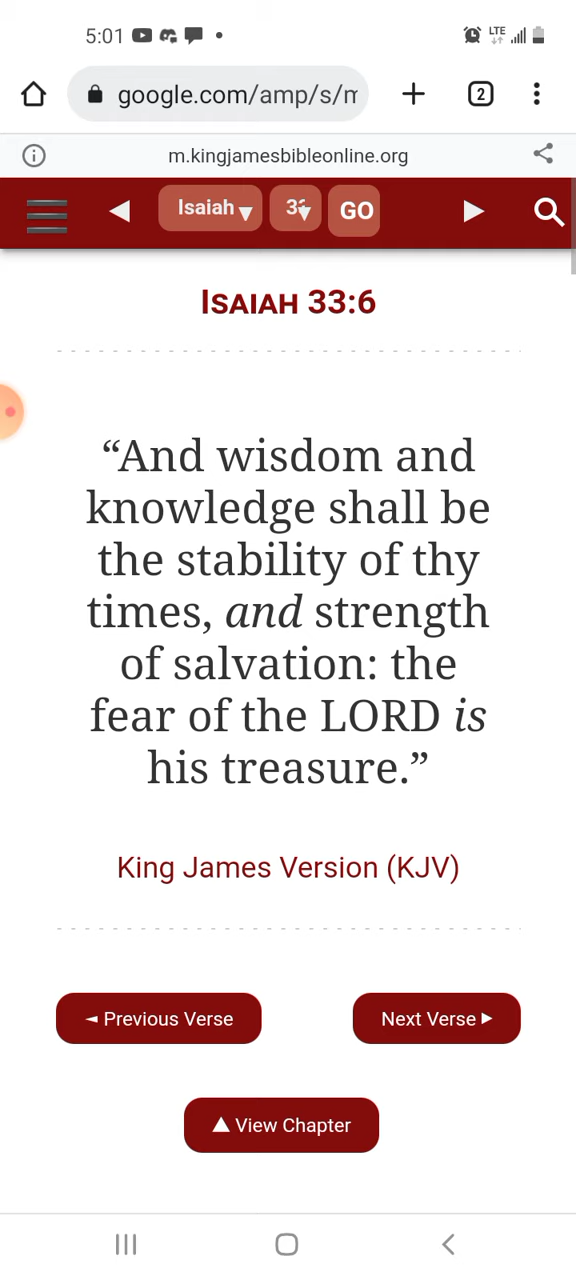 5:01
LTE
google.com/amp/s/m
2
m.kingjamesbibleonline.org
Isaiah
GO
ISAIAH 33:6
“And wisdom and
knowledge shall be
the stability of thy
times, and strength
of salvation: the
fear of the LORD is
his treasure.”
King James Version (KJV)
◄ Previous Verse
Next Verse ►
▲ View Chapter